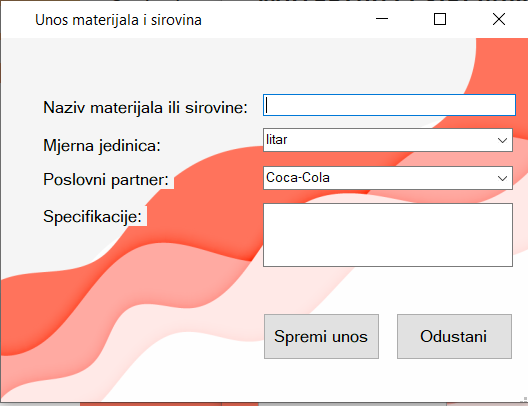 Unos materijala i sirovina
Naziv materijala ili sirovine:
Mjerna jedinica:
litar
Poslovni partner:
Coca-Cola
Specifikacije:
Spremi unos
Odustani